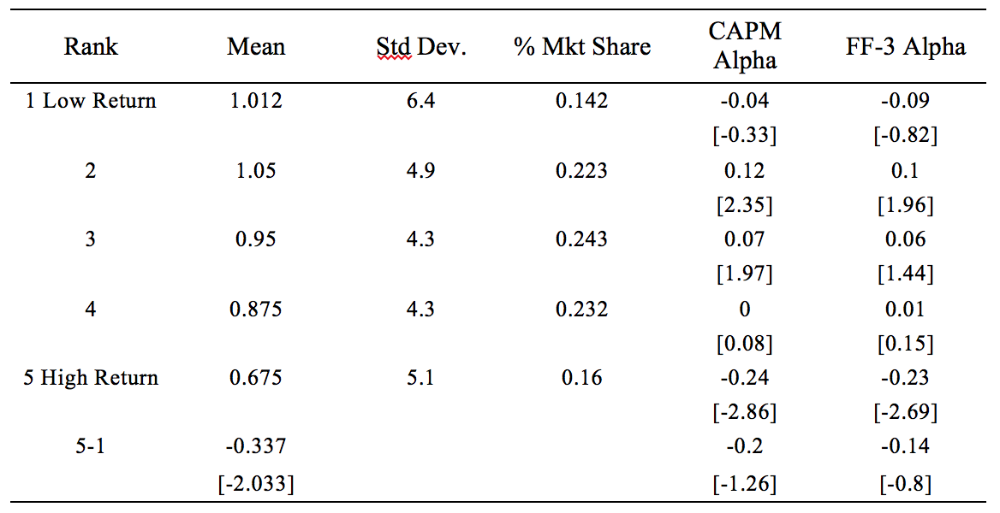 Rank Mean Std Dev. % Mkt Share CAPM Alpha FF-3 Alpha
1 Low Return 1.012 6.4 0.142 -0.04 -0.09
[-0.33] [-0.82]
2 1.05 4.9 0.223 0.12 0.1
[2.35] [1.96]
3 0.95 4.3 0.243 0.07 0.06
[1.97] [1.44]
4 0.875 4.3 0.232 0 0.01
[0.08] [0.15]
5 High Return 0.675 5.1 0.16 -0.24 -0.23
[-2.86] [-2.69]
5-1 -0.337 -0.2 -0.14
[-2.033] [-1.26] [-0.8]